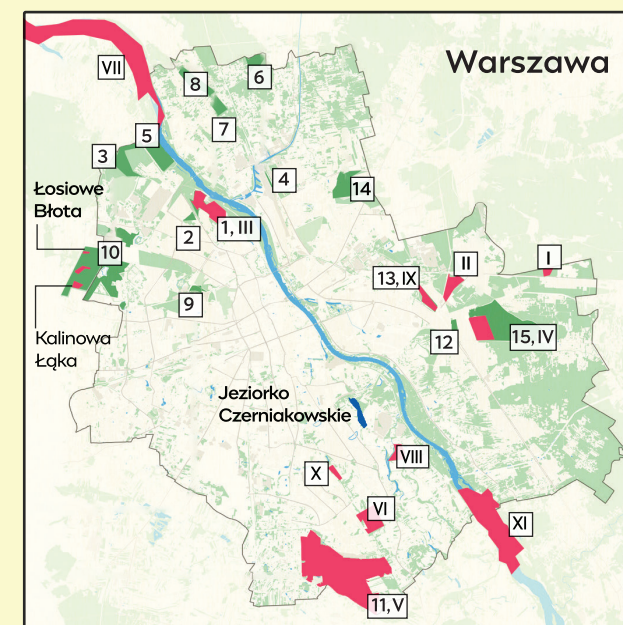 Warszawa
VII
8
6
5
7
3
4
14
Łosiowe
Błota
1, III
2
10
13, IX
II
I
9
Kalinowa
Łąka
12
15, IV
Jeziorko
Czerniakowskie
VIII
X
VI
XI
11, V